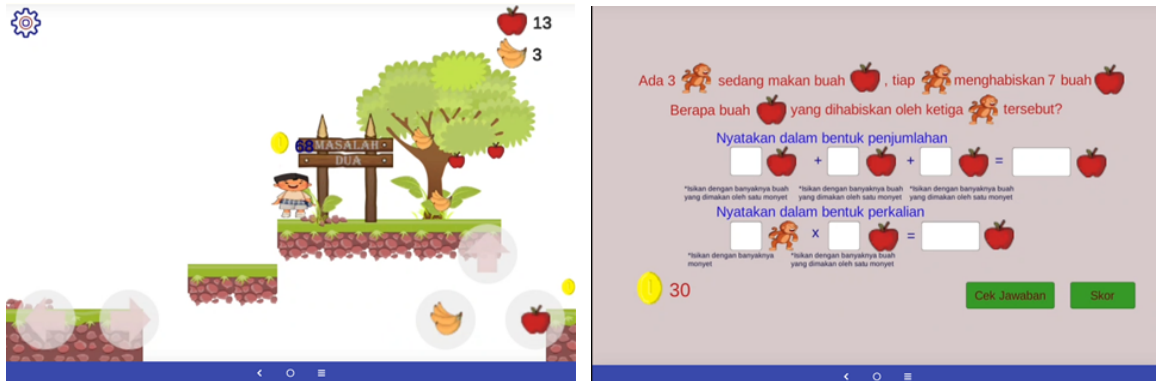 13
3
68
MASALAH
DUA
Ada 3 sedang makan buah , tiap menghabiskan 7 buah
Berapa buah yang dihabiskan oleh ketiga tersebut?
Nyatakan dalam bentuk penjumlahan
+ + =
*Isikan dengan banyaknya buah yang dimakan oleh satu monyet
*Isikan dengan banyaknya buah yang dimakan oleh satu monyet
*Isikan dengan banyaknya buah yang dimakan oleh satu monyet
Nyatakan dalam bentuk perkalian
x =
*Isikan dengan banyaknya monyet
*Isikan dengan banyaknya buah yang dimakan oleh satu monyet
30
Cek Jawaban
Skor